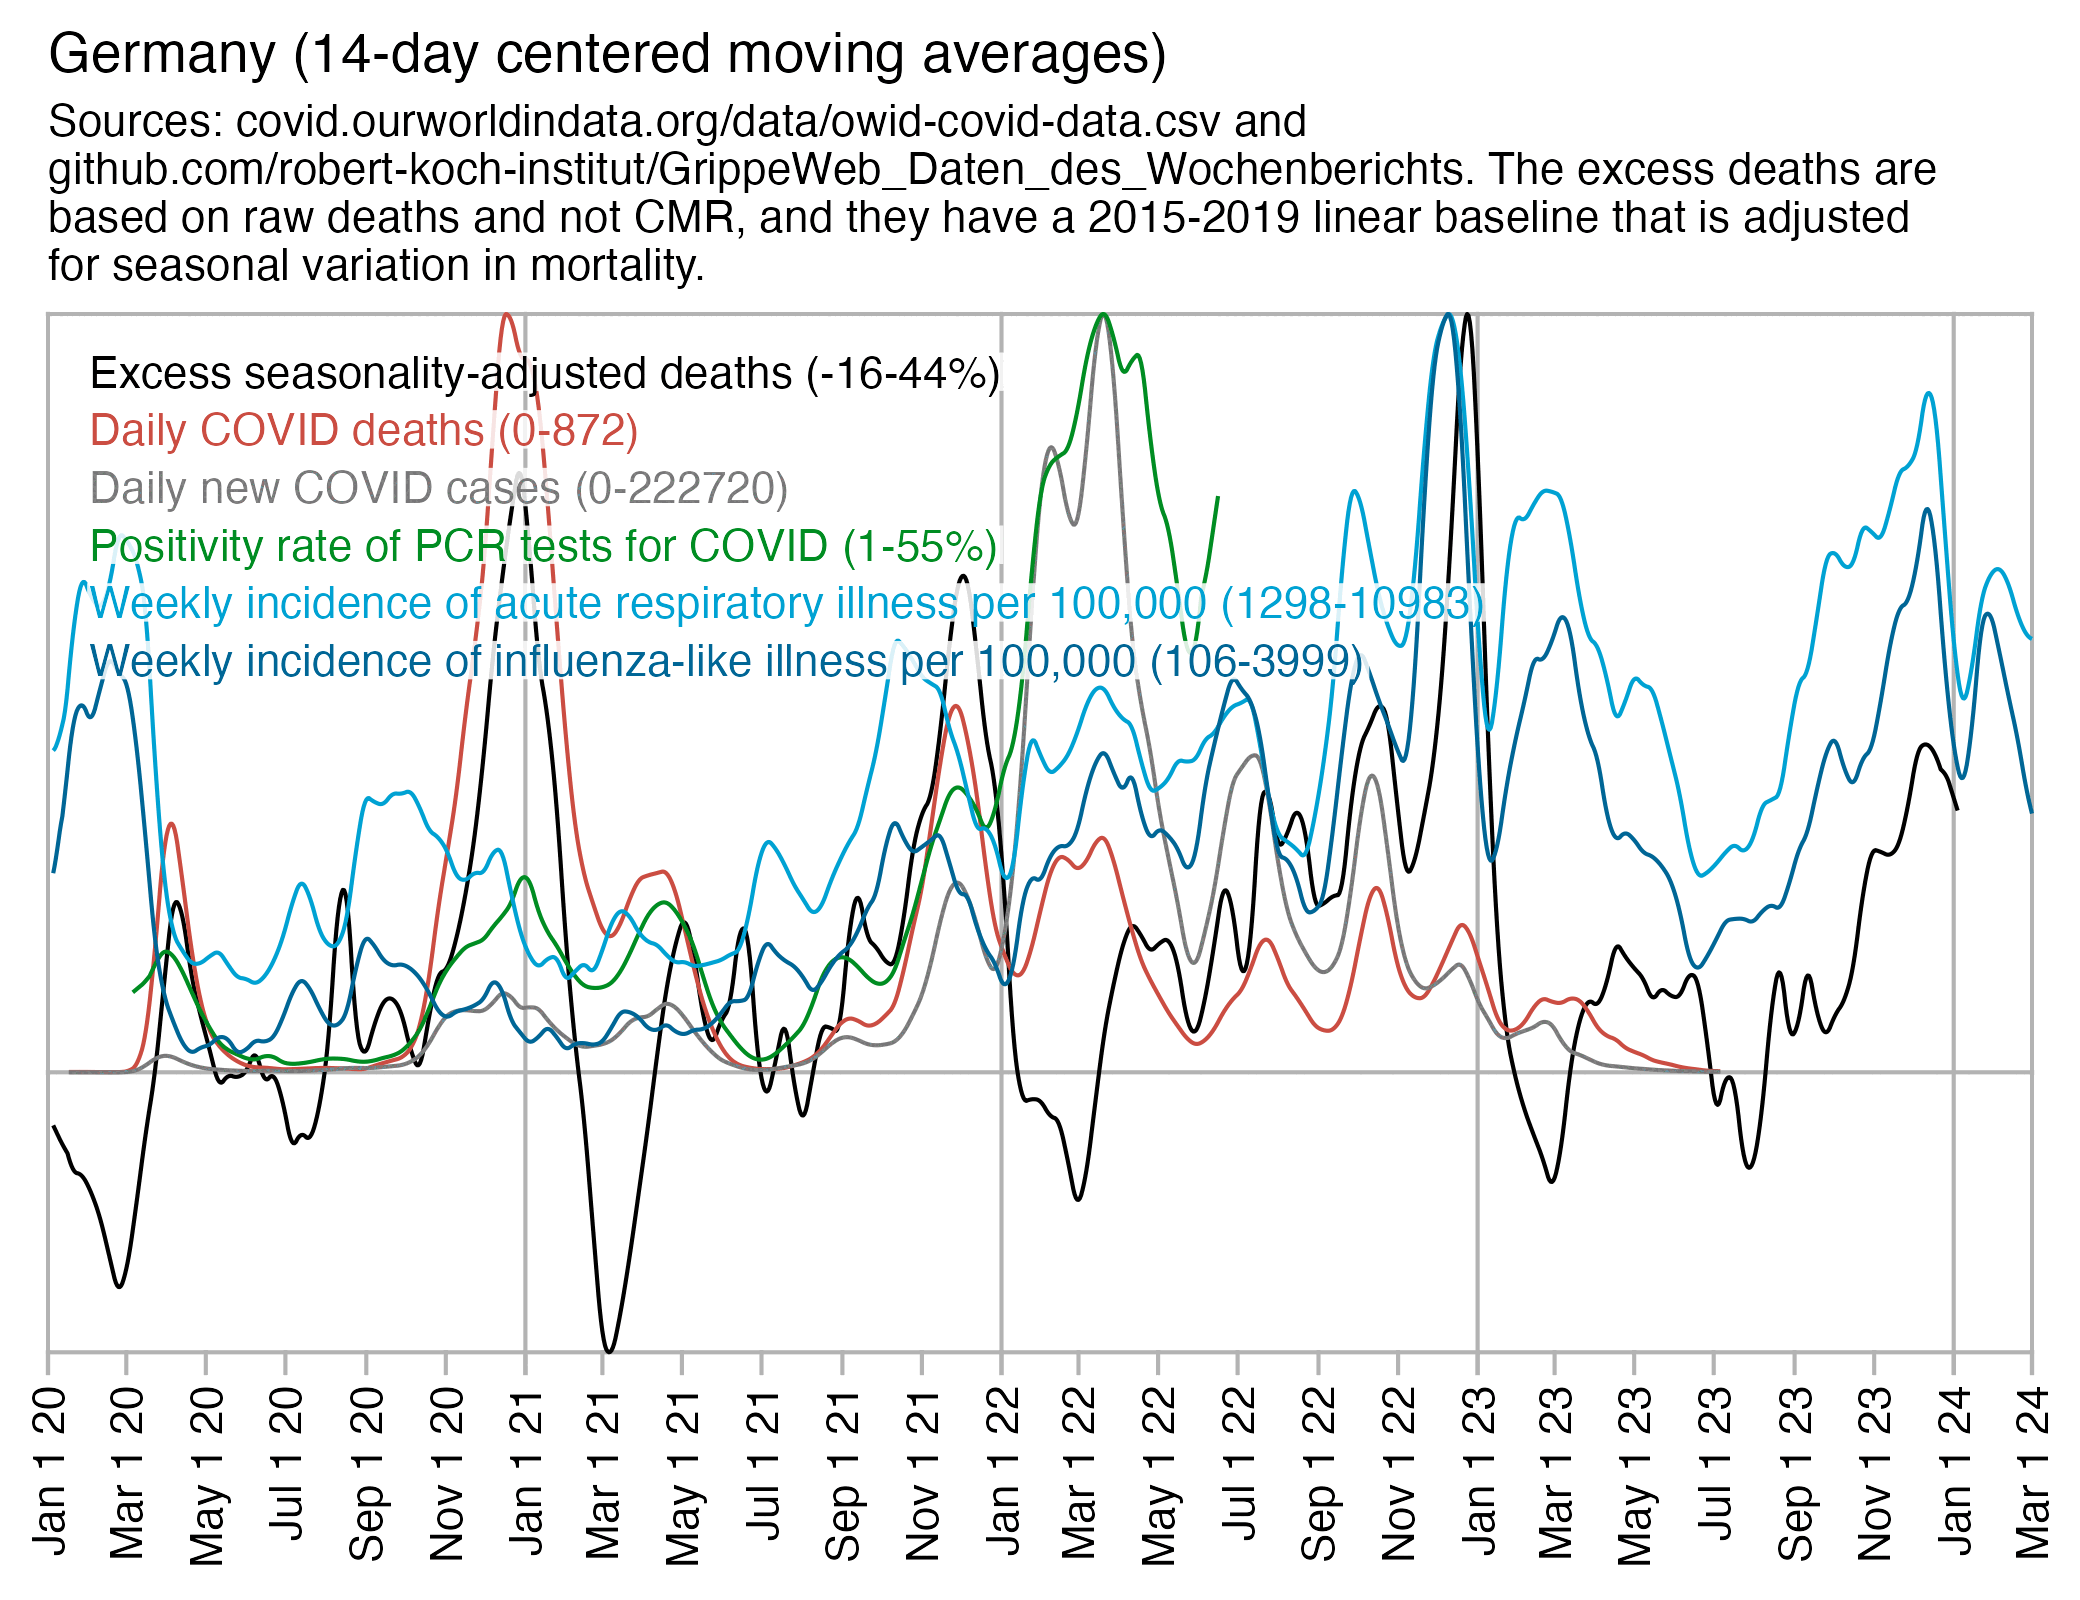 Germany (14-day centered moving averages)
Sources: covid.ourworldindata.org/data/owid-covid-data.csv and
github.com/robert-koch-institut/GrippeWeb_Daten_des_Wochenberichts. The excess deaths are
based on raw deaths and not CMR, and they have a 2015-2019 linear baseline that is adjusted
for seasonal variation in mortality.
Excess seasonality-adjusted deaths (-16-44%)
Daily COVID deaths (0-872)
Daily new COVID cases (0-222720)
Positivity rate of PCR tests for COVID (1-55%)
Weekly incidence of acute respiratory illness per 100,000 (1298-10983)
Weekly incidence of influenza-like illness per 100,000 (106-3999)
Jan 1 20
Mar 1 20
May 1 20
Jul 1 20
Sep 1 20
Nov 1 20
Jan 1 21
Mar 1 21
May 1 21
Jul 1 21
Sep 1 21
Nov 1 21
Jan 1 22
Mar 1 22
May 1 22
Jul 1 22
Sep 1 22
Nov 1 22
Jan 1 23
Mar 1 23
May 1 23
Jul 1 23
Sep 1 23
Nov 1 23
Jan 1 24
Mar 1 24